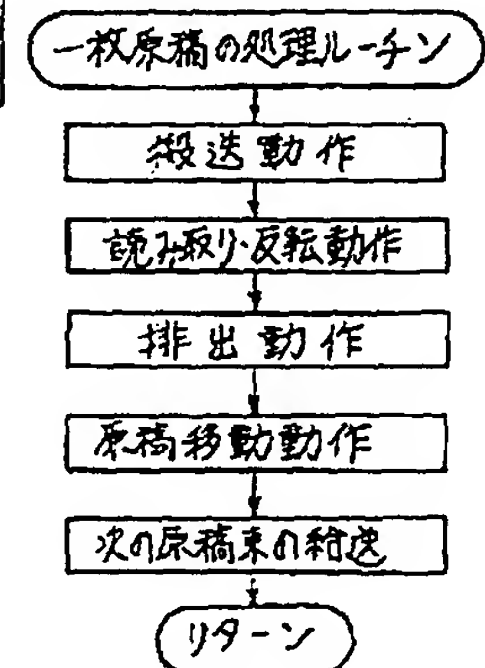 一枚原稿の処理ルーチン
搬送動作
読み取り・反転動作
排出動作
原稿移動動作
次の原稿束の給送
リターン